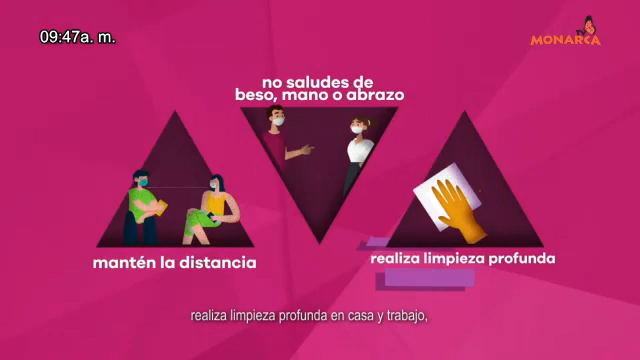 09:47a. m.
TV
MONARCA
no saludes de
beso, mano o abrazo
mantén la distancia
realiza limpieza profunda
realiza limpieza profunda en casa y trabajo,